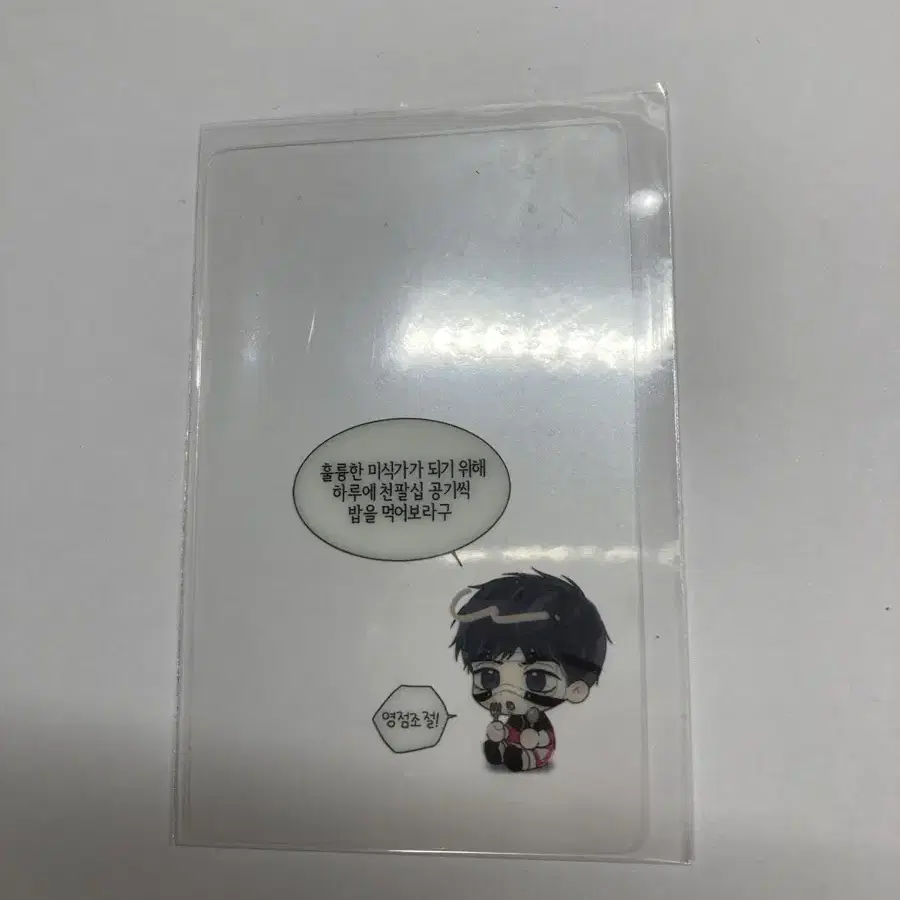 훌륭한 미식가가 되기 위해
하루에 천팔십 공기씩
밥을 먹어보라구
영점조절!